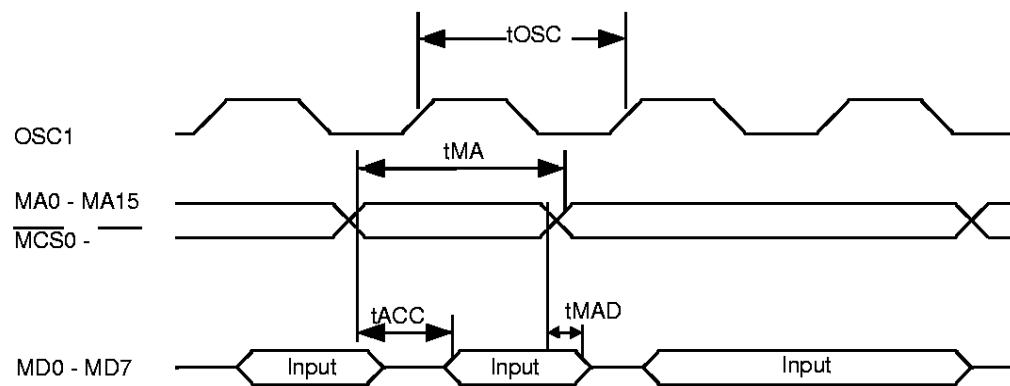 tOSC
OSC1
tMA
MA0 - MA15
MCS0 -
tACC
tMAD
MD0 - MD7
Input
Input
Input